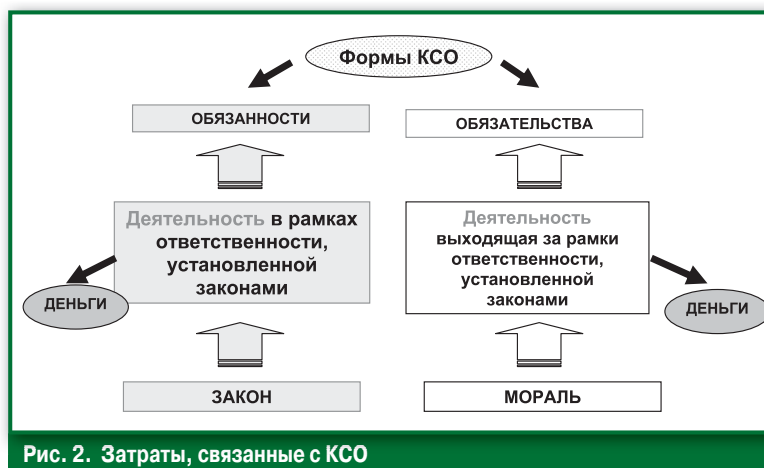 Формы КСО
ОБЯЗАННОСТИ
ОБЯЗАТЕЛЬСТВА
Деятельность в рамках
ответственности,
установленной
законами
Деятельность
выходящая за рамки
ответственности,
установленной
законами
ДЕНЬГИ
ДЕНЬГИ
ЗАКОН
МОРАЛЬ
Рис. 2. Затраты, связанные с КСО